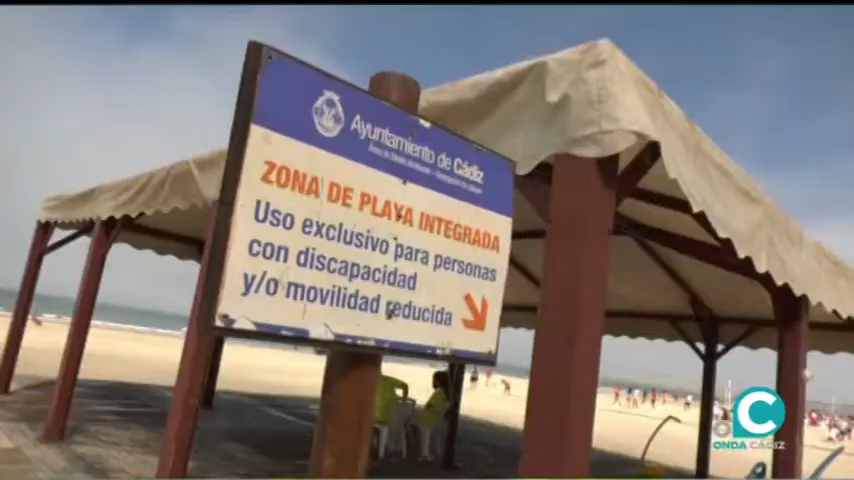 Ayuntamiento de Cádiz
ZONA DE PLAYA INTEGRADA
Uso exclusivo para personas
con discapacidad
y/o movilidad reducida
C
ONDA CÁDIZ